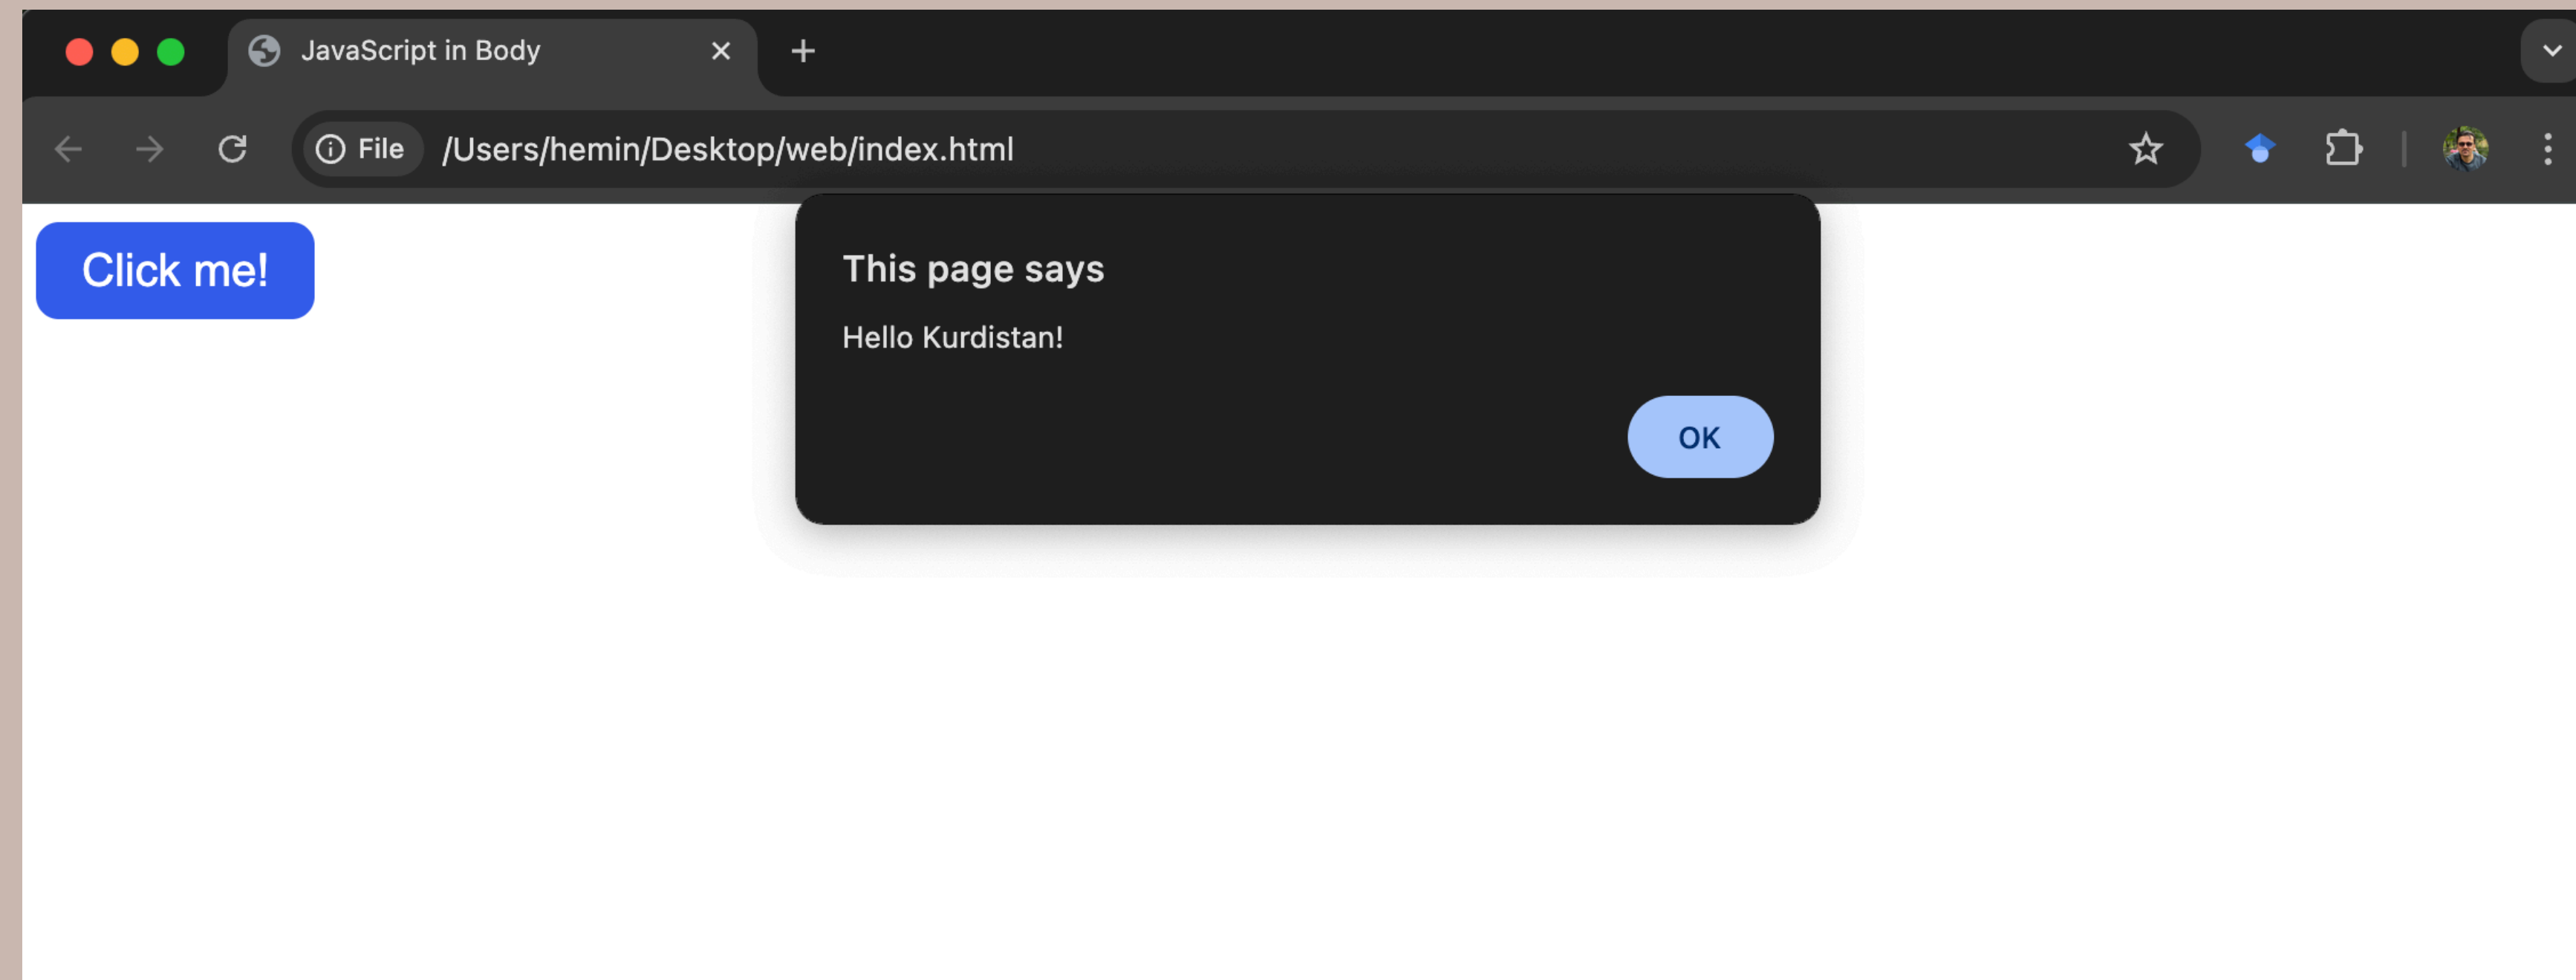 JavaScript in Body
File /Users/hemin/Desktop/web/index.html
Click me!
This page says
Hello Kurdistan!
OK